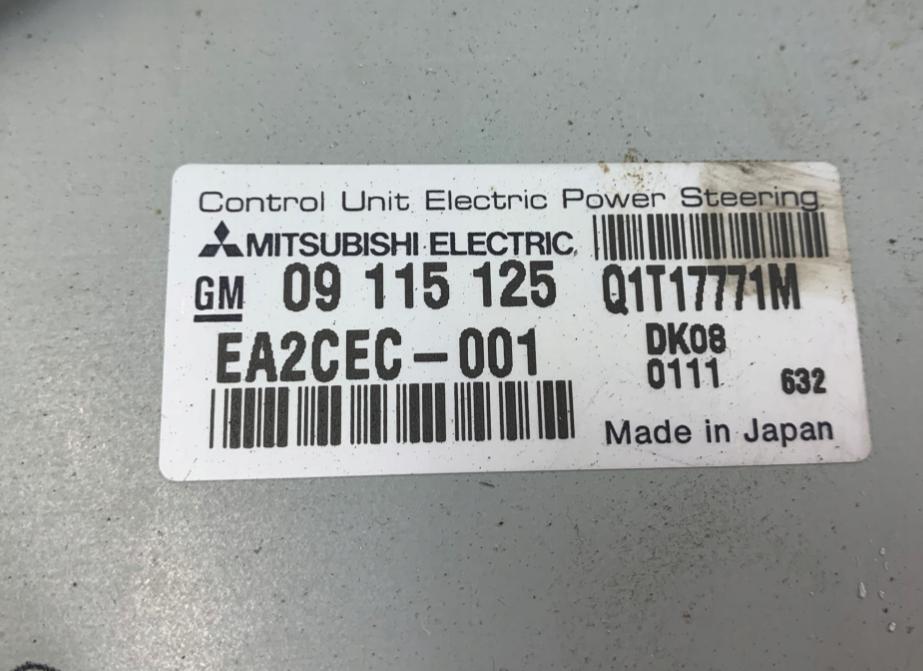 Control Unit Electric Power Steering
MITSUBISHI ELECTRIC
GM 09 115 125 Q1T17771M
EA2CEC-001 DK08
0111 632
Made in Japan